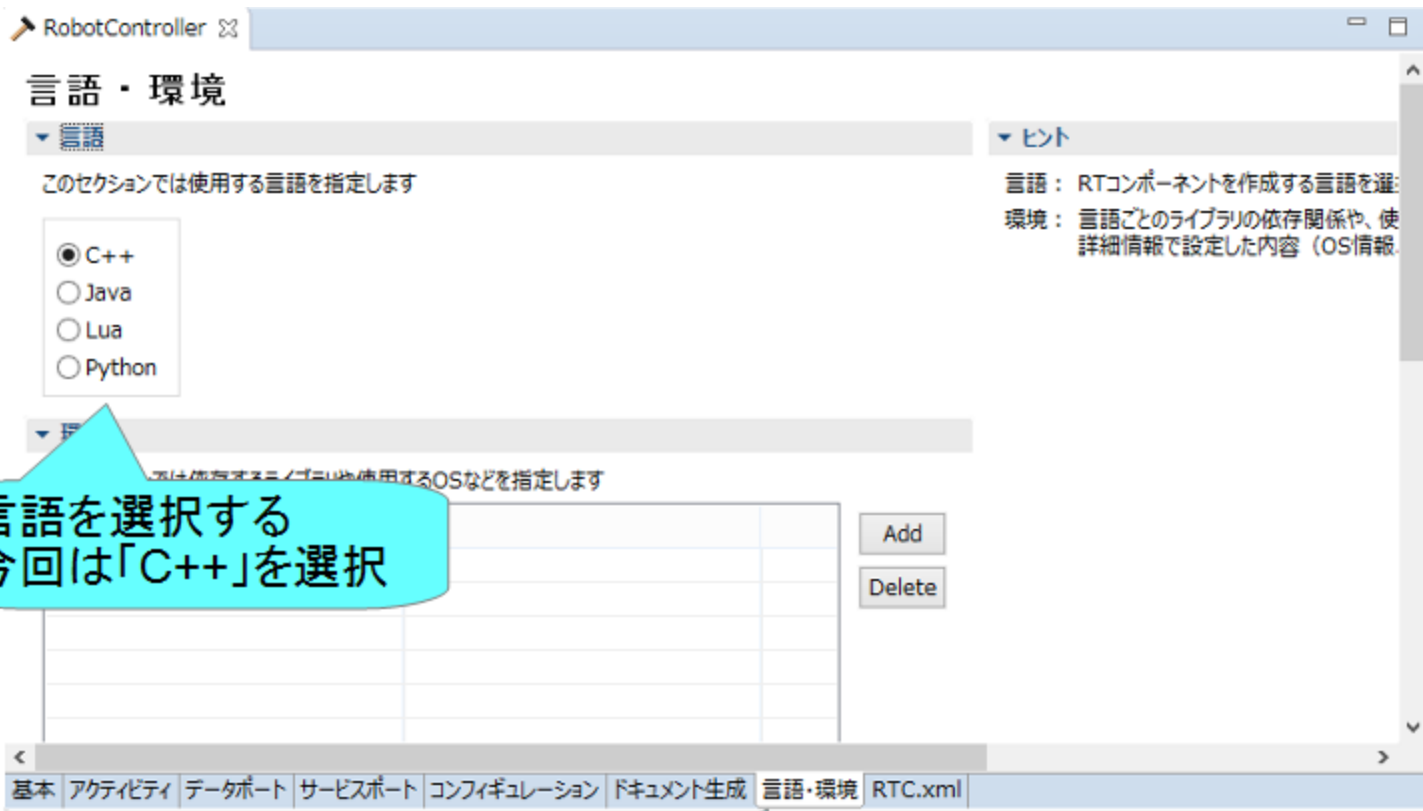 RobotController
言語・環境
言語
このセクションでは使用する言語を指定します
C++
Java
Lua
Python
ヒント
言語： RTコンポーネントを作成する言語を選
環境： 言語ごとのライブラリの依存関係や、使
詳細情報で設定した内容（OS情報
では依存するライブラリや使用するOSなどを指定します
言語を選択する
今回は「C++」を選択
Add
Delete
基本 アクティビティ データポート サービスポート コンフィギュレーション ドキュメント生成 言語・環境 RTC.xml